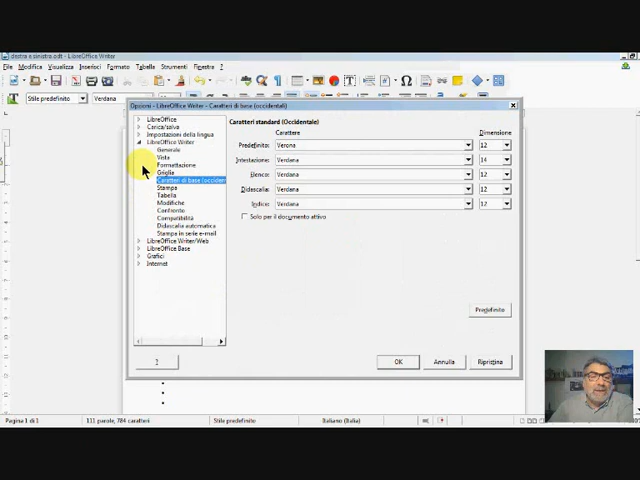 destra e sinistra.odt - LibreOffice Writer
File Modifica Visualizza Inserisci Formato Tabella Strumenti Finestra ?
Stile predefinito Verdana
Opzioni - LibreOffice Writer - Caratteri di base (occidentali)
LibreOffice
Carica/salva
Impostazioni della lingua
LibreOffice Writer
Generale
Vista
Formattazione
Griglia
Caratteri di base (occiden
Stampa
Tabella
Modifiche
Confronto
Compatibilità
Didascalia automatica
Stampa in serie e-mail
LibreOffice Writer/Web
LibreOffice Base
Grafici
Internet
Caratteri standard (Occidentale)
Carattere Dimensione
Predefinito: Verona 12
Intestazione: Verdana 14
Elenco: Verdana 12
Didascalia: Verdana 12
Indice: Verdana 12
Solo per il documento attivo
Predefinito
? OK Annulla Ripristina
Pagina 1 di 1 111 parole, 784 caratteri Stile predefinito Italiano (Italia)